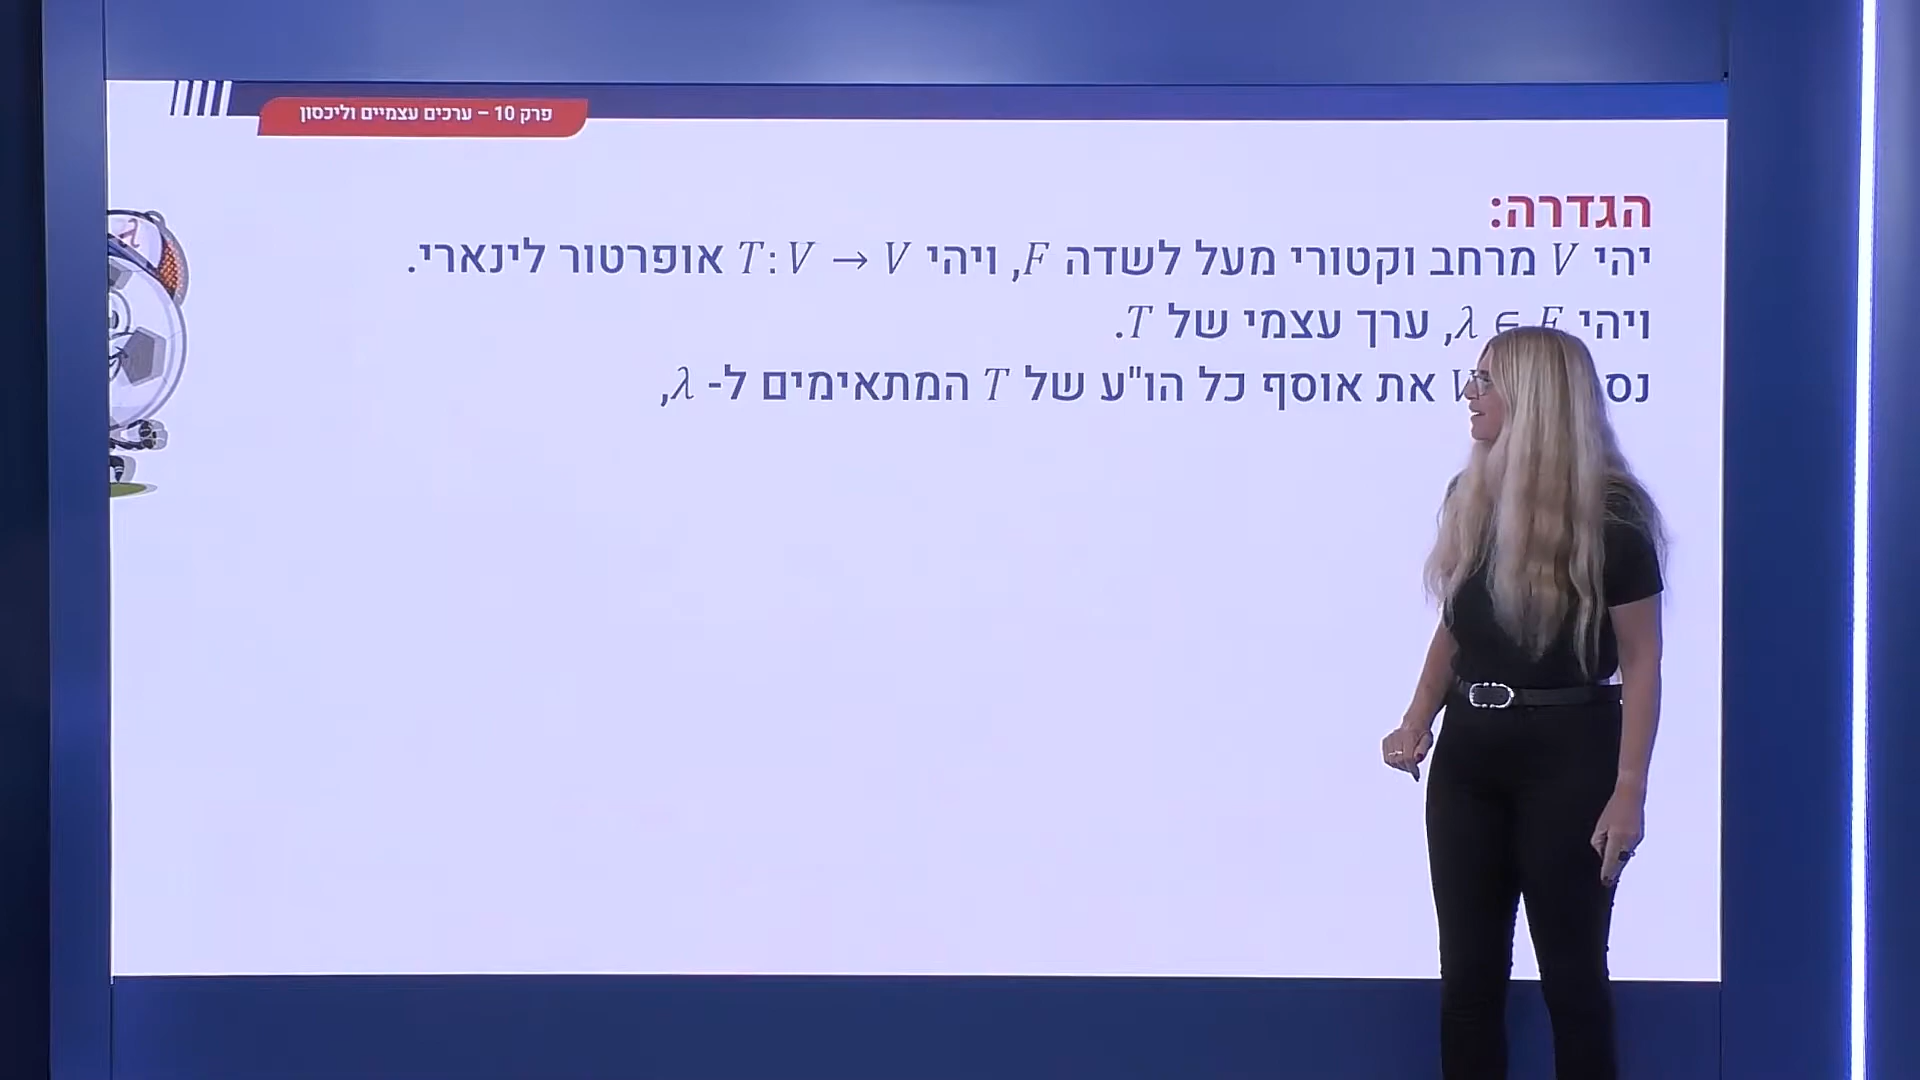 פרק 10 – ערכים עצמיים וליכסון
הגדרה:
יהי V מרחב וקטורי מעל לשדה F, ויהי T: V → V אופרטור לינארי.
ויהי λ ∈ F, ערך עצמי של T.
את אוסף כל הו"ע של T המתאימים ל- λ,
λ